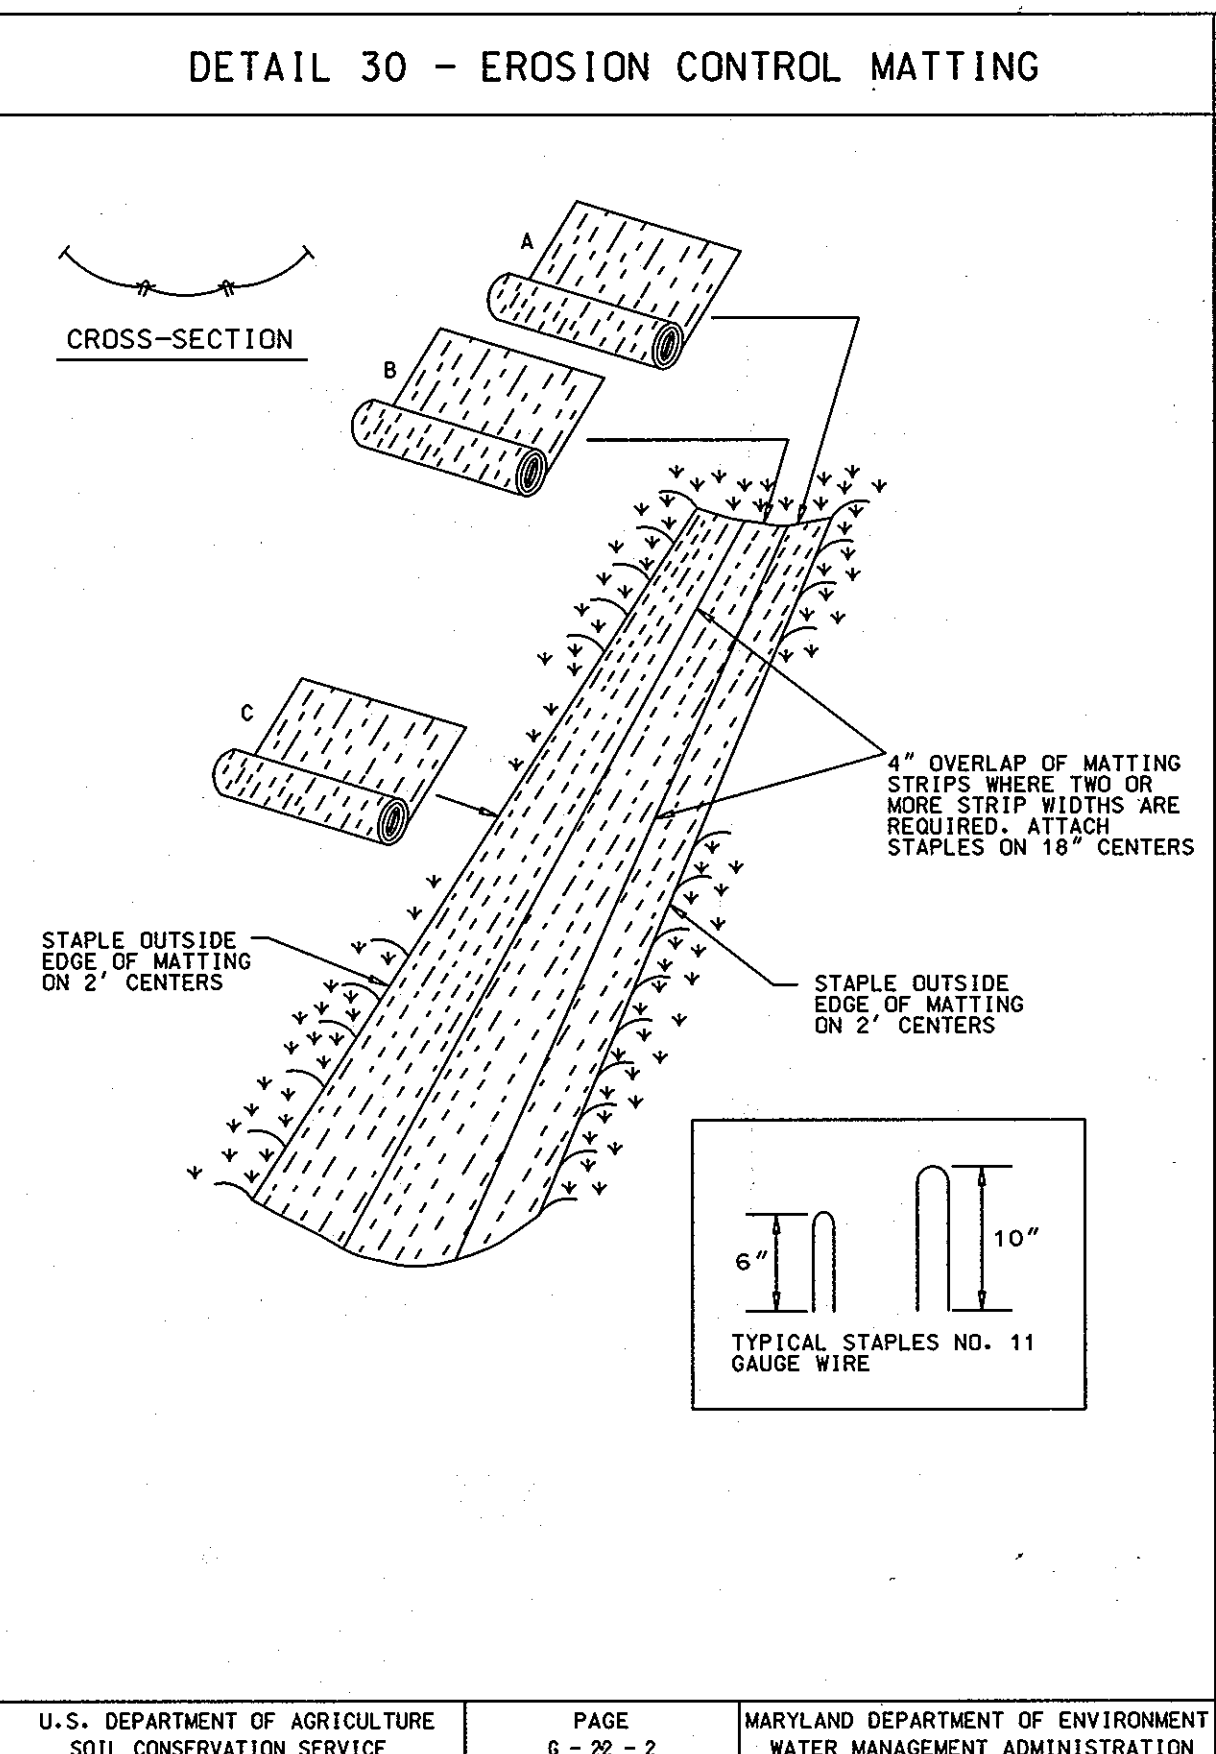 DETAIL 30 - EROSION CONTROL MATTING
A
CROSS-SECTION
B
C
4" OVERLAP OF MATTING
STRIPS WHERE TWO OR
MORE STRIP WIDTHS ARE
REQUIRED. ATTACH
STAPLES ON 18" CENTERS
STAPLE OUTSIDE
EDGE OF MATTING
ON 2' CENTERS
STAPLE OUTSIDE
EDGE OF MATTING
ON 2' CENTERS
6"
10"
TYPICAL STAPLES NO. 11
GAUGE WIRE
U.S. DEPARTMENT OF AGRICULTURE
SOIL CONSERVATION SERVICE
PAGE
G - 22 - 2
MARYLAND DEPARTMENT OF ENVIRONMENT
WATER MANAGEMENT ADMINISTRATION